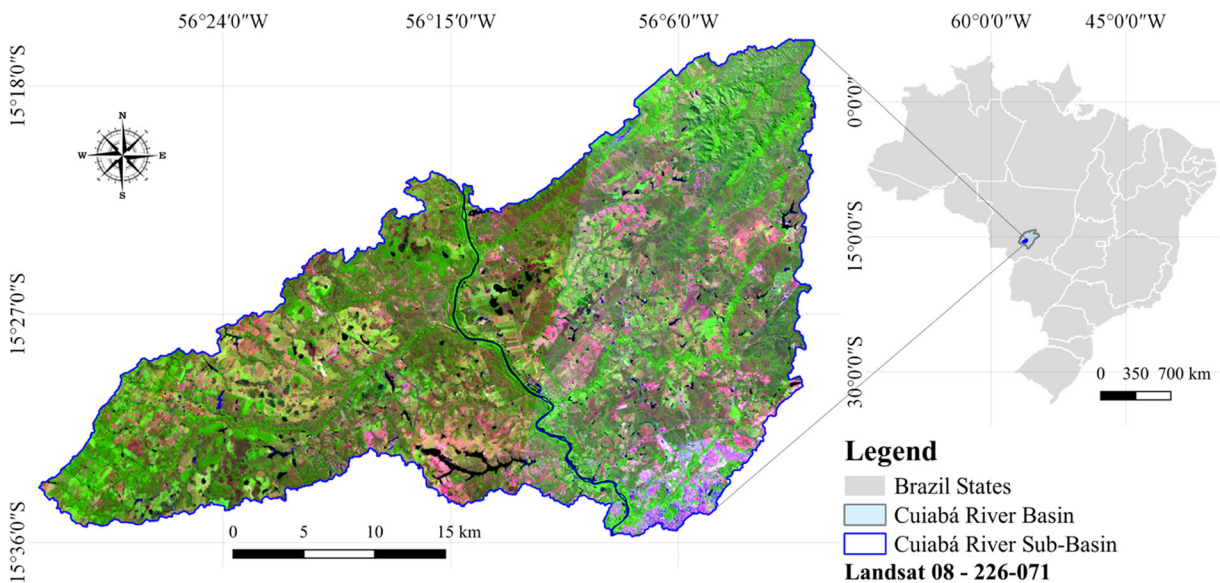 56°24'0"W
56°15'0"W
56°60'0"W
60°0'0"W
45°0'0"W
15°18'0"S
15°27'0"S
15°36'0"S
N
W
E
S
0°0'0"S
15°0'0"S
30°0'0"S
0 350 700 km
0 5 10 15 km
Legend
Brazil States
Cuiabá River Basin
Cuiabá River Sub-Basin
Landsat 08 - 226-071